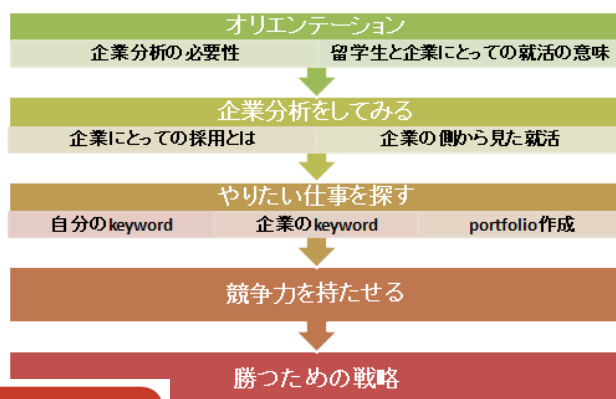 オリエンテーション
企業分析の必要性 留学生と企業にとっての就活の意味
企業分析をしてみる
企業にとっての採用とは 企業の側から見た就活
やりたい仕事を探す
自分のkeyword 企業のkeyword portfolio作成
競争力を持たせる
勝つための戦略